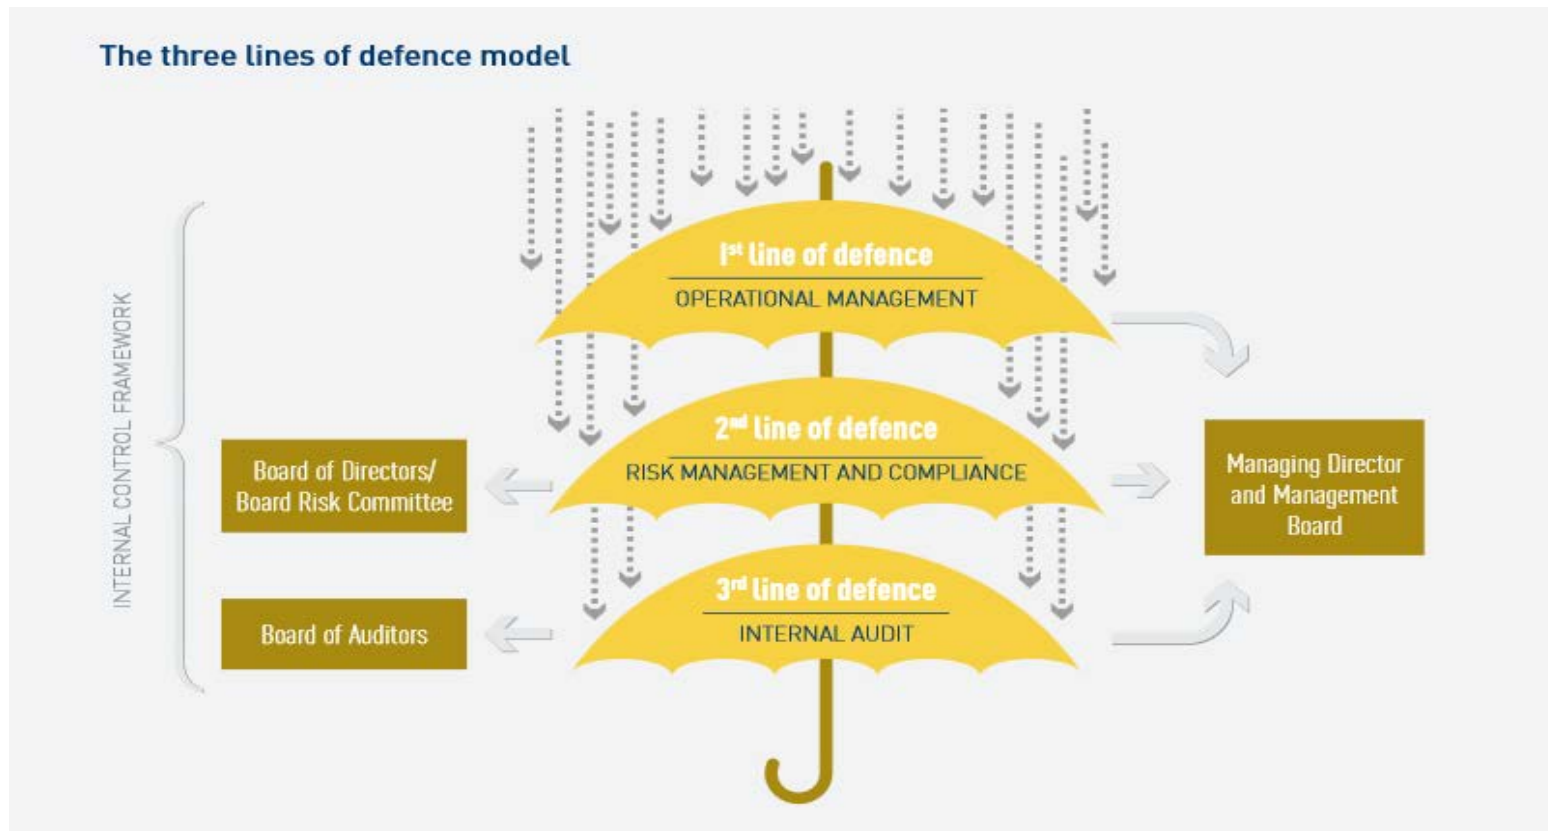 The three lines of defence model
INTERNAL CONTROL FRAMEWORK
1st line of defence
OPERATIONAL MANAGEMENT
2nd line of defence
RISK MANAGEMENT AND COMPLIANCE
3rd line of defence
INTERNAL AUDIT
Board of Directors/
Board Risk Committee
Board of Auditors
Managing Director
and Management
Board